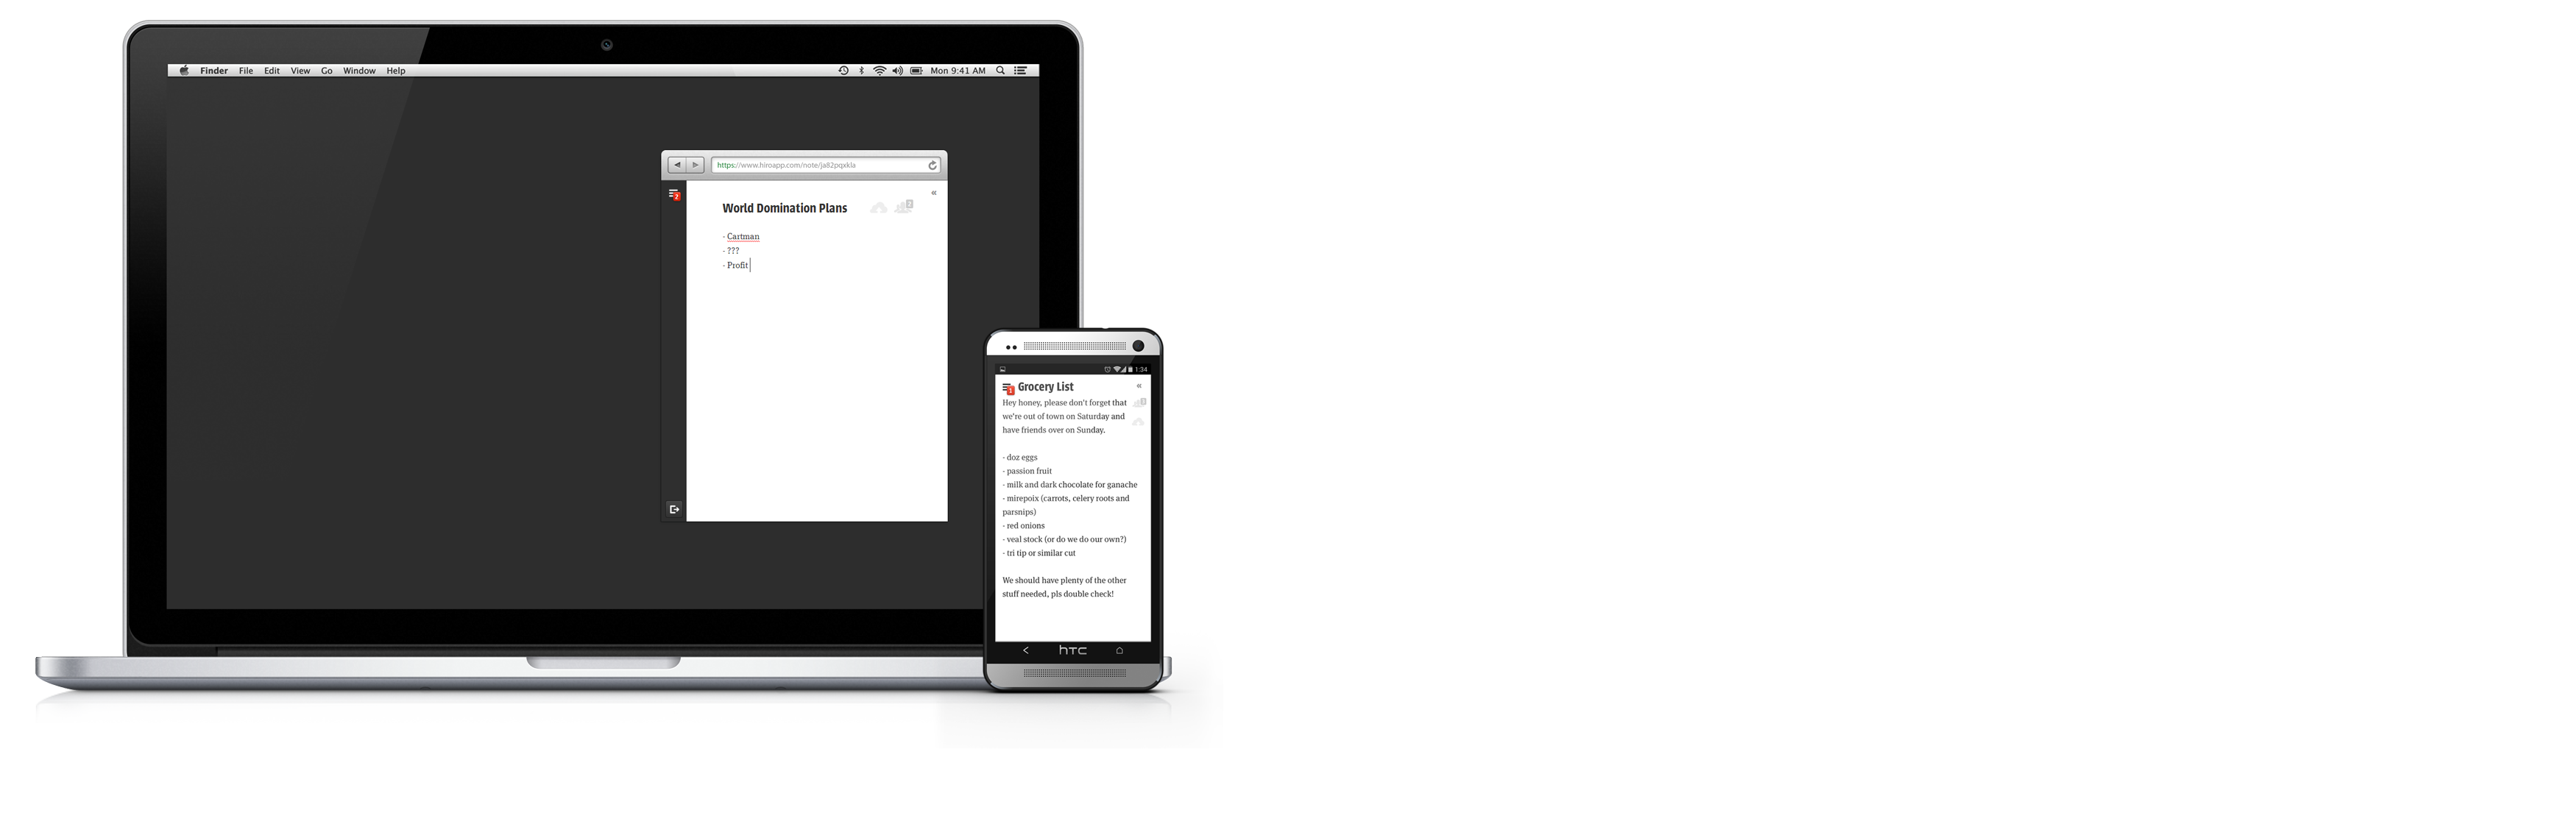 Finder File Edit View Go Window Help Mon 9:41 AM
https://www.hiroapp.com/note/ja82pqxkla
2
World Domination Plans
2
- Cartman
- ???
- Profit
1:34
1
Grocery List
Hey honey, please don't forget that
3
we're out of town on Saturday and
have friends over on Sunday.
- doz eggs
- passion fruit
- milk and dark chocolate for ganache
- mirepoix (carrots, celery roots and
parsnips)
- red onions
- veal stock (or do we do our own?)
- tri tip or similar cut
We should have plenty of the other
stuff needed, pls double check!
hTC